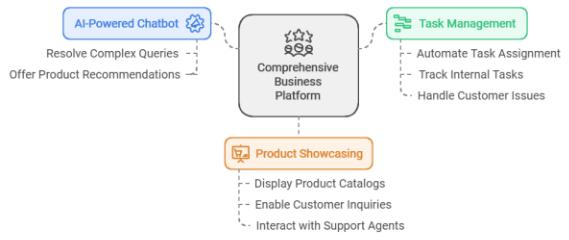 AI-Powered Chatbot
Resolve Complex Queries
Offer Product Recommendations
Comprehensive
Business
Platform
Task Management
Automate Task Assignment
Track Internal Tasks
Handle Customer Issues
Product Showcasing
Display Product Catalogs
Enable Customer Inquiries
Interact with Support Agents